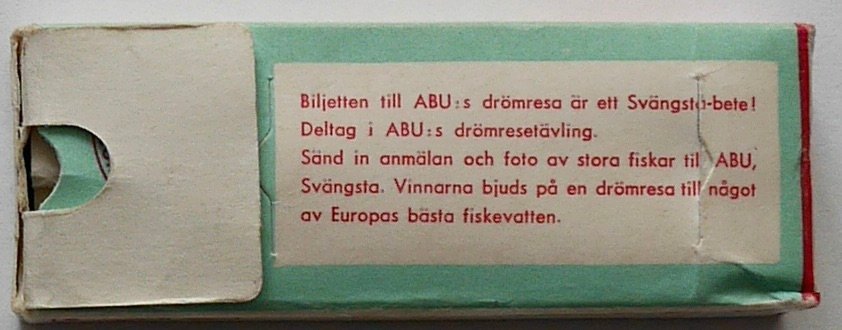 Biljetten till ABU:s drömresa är ett Svängsta-bete!
Deltag i ABU:s drömresetävling.
Sänd in anmälan och foto av stora fiskar till ABU,
Svängsta. Vinnarna bjuds på en drömresa till något
av Europas bästa fiskevatten.